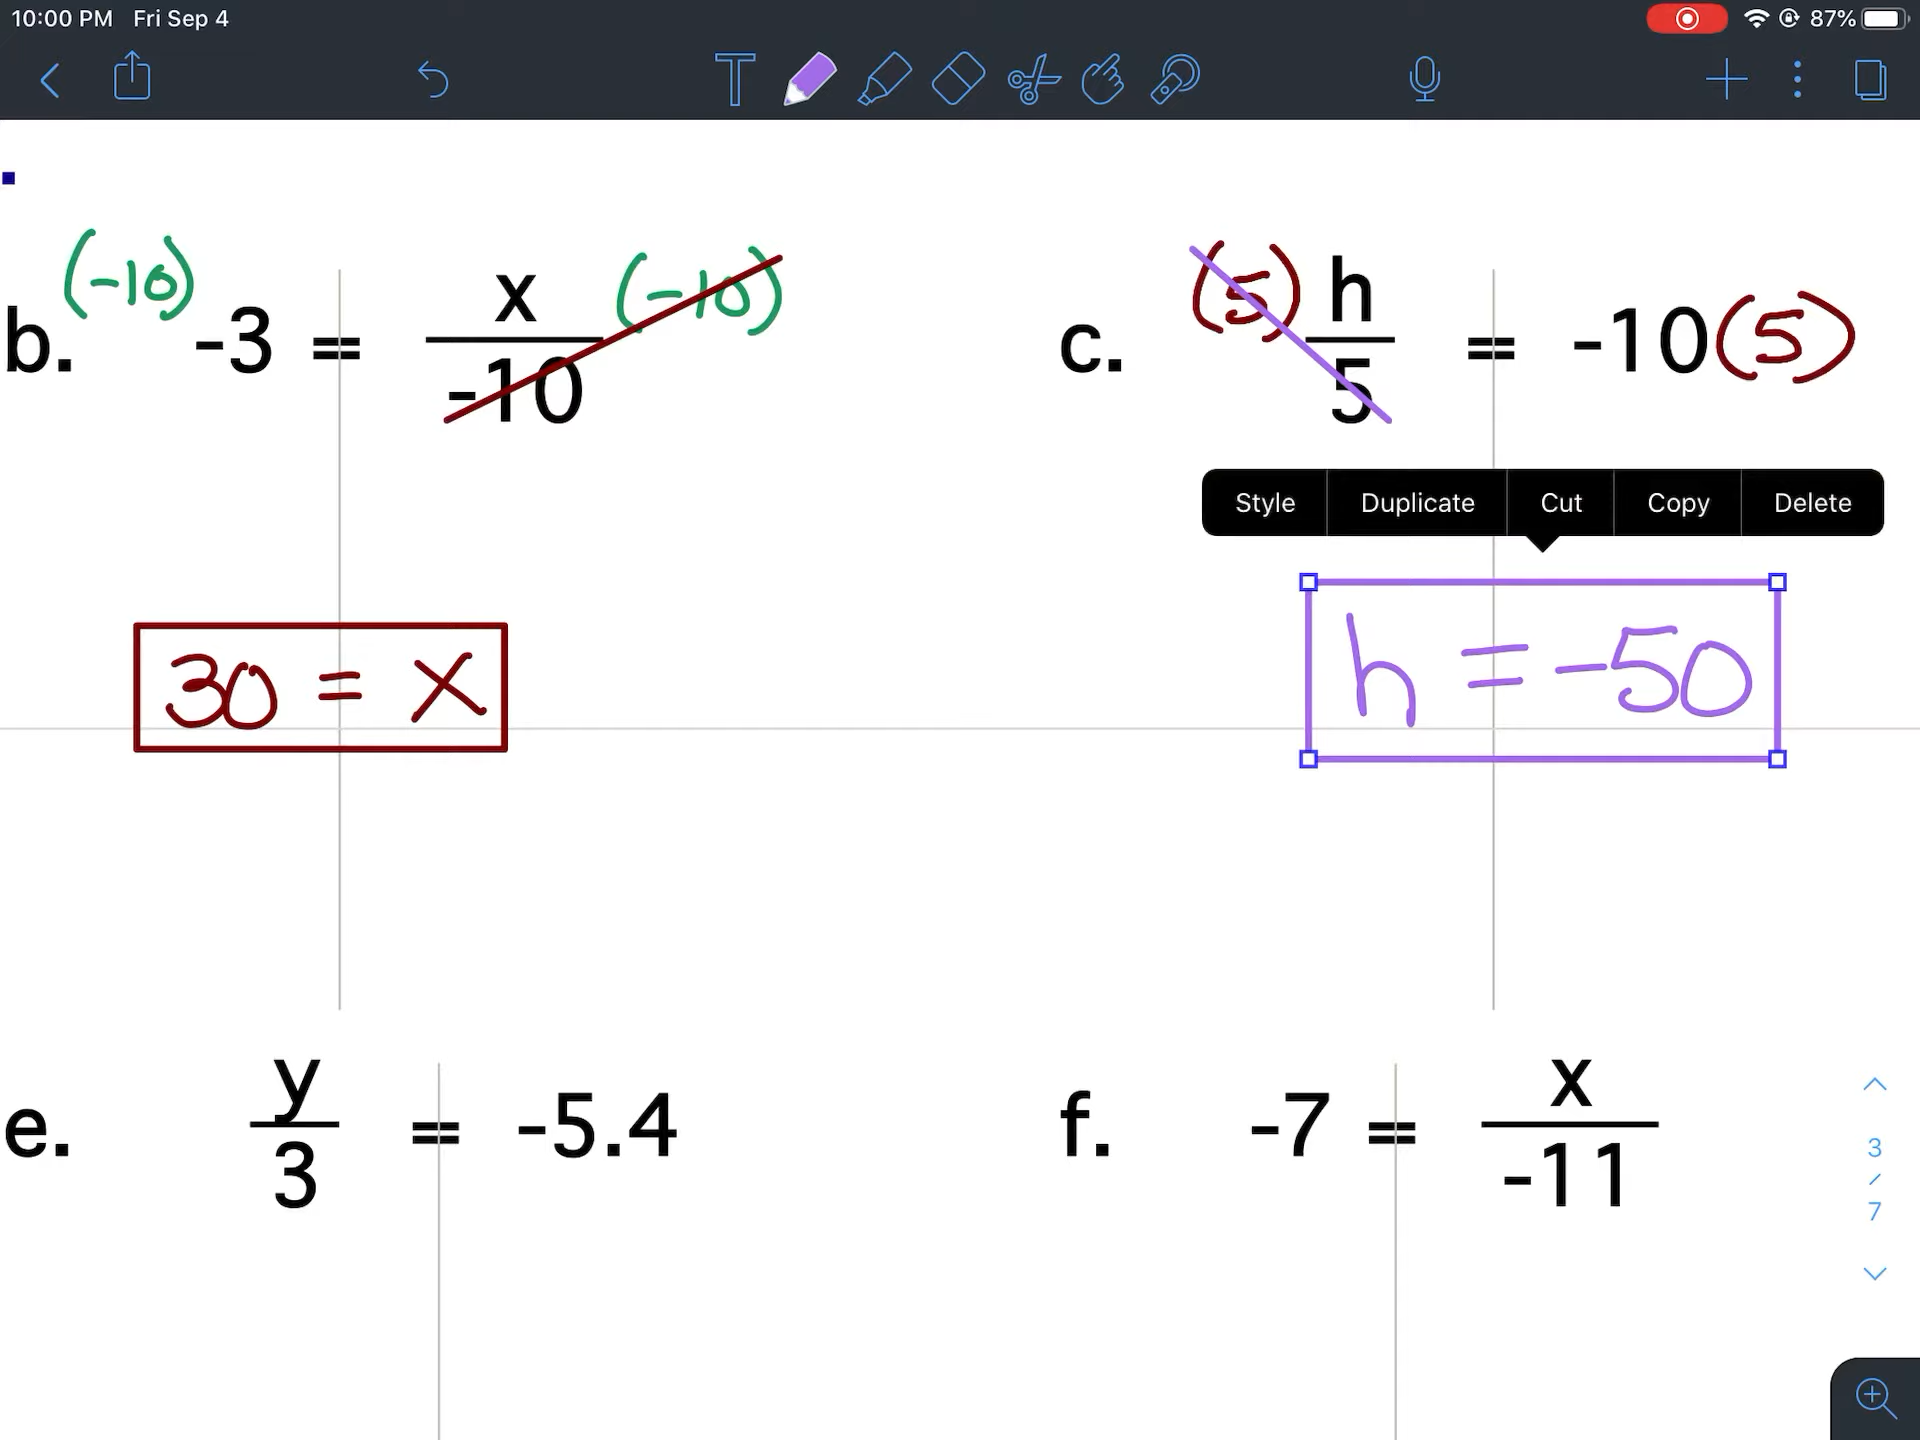 10:00 PM Fri Sep 4
87%
b. (-10) -3 = x (-10)
-10
30 = x
c. (5) h = -10 (5)
5
Style Duplicate Cut Copy Delete
h = -50
e. y = -5.4
3
f. -7 = x
-11
3
/
7